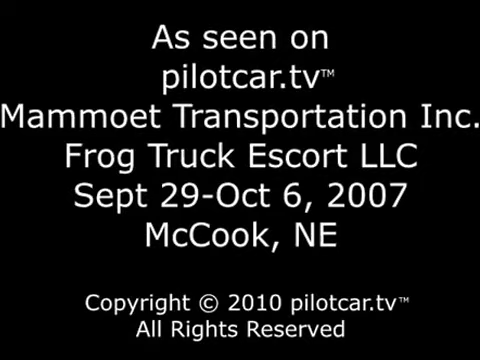 As seen on
pilotcar.tv™
Mammoet Transportation Inc.
Frog Truck Escort LLC
Sept 29-Oct 6, 2007
McCook, NE
Copyright © 2010 pilotcar.tv™
All Rights Reserved